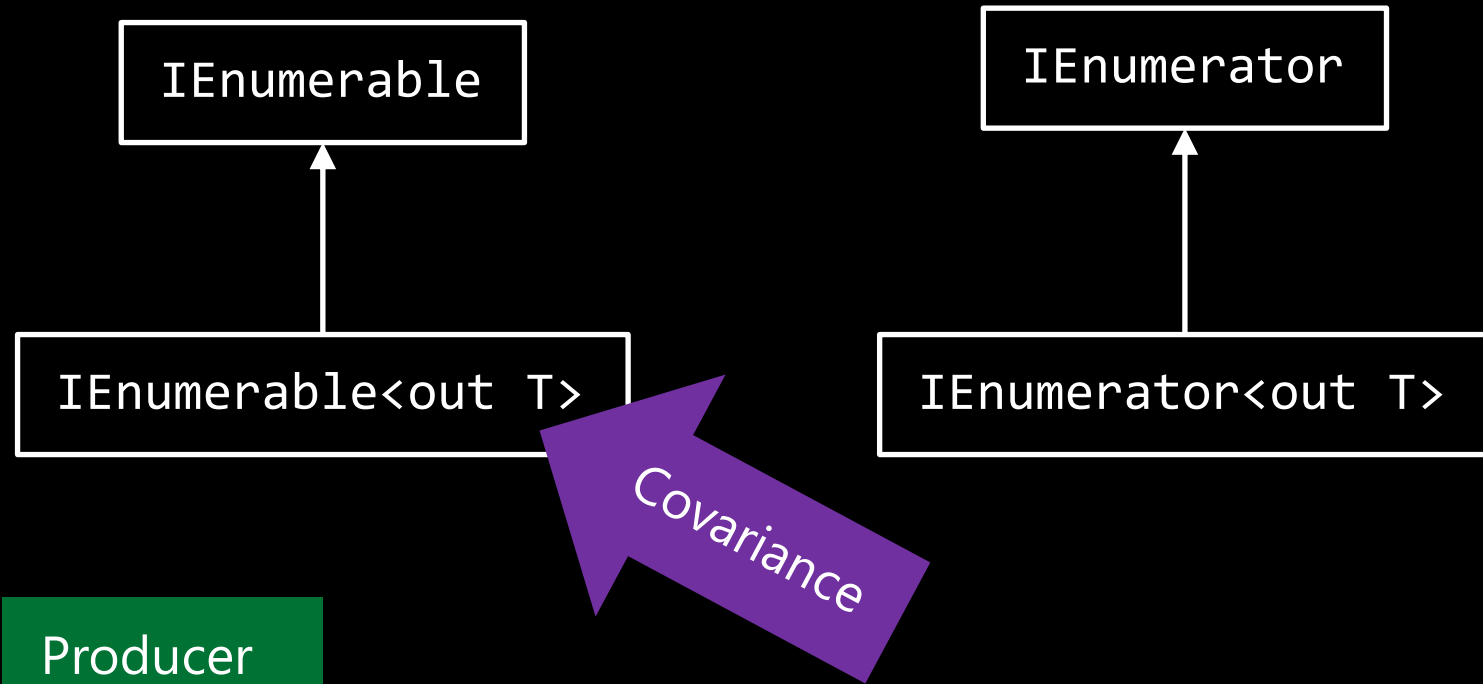 IEnumerable
IEnumerator
IEnumerable<out T>
IEnumerator<out T>
Covariance
Producer